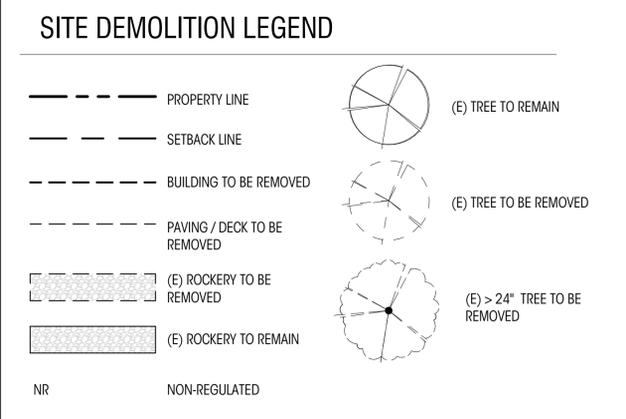 SITE DEMOLITION LEGEND
PROPERTY LINE
SETBACK LINE
BUILDING TO BE REMOVED
PAVING / DECK TO BE
REMOVED
(E) ROCKERY TO BE
REMOVED
(E) ROCKERY TO REMAIN
NR NON-REGULATED
(E) TREE TO REMAIN
(E) TREE TO BE REMOVED
(E) > 24" TREE TO BE
REMOVED